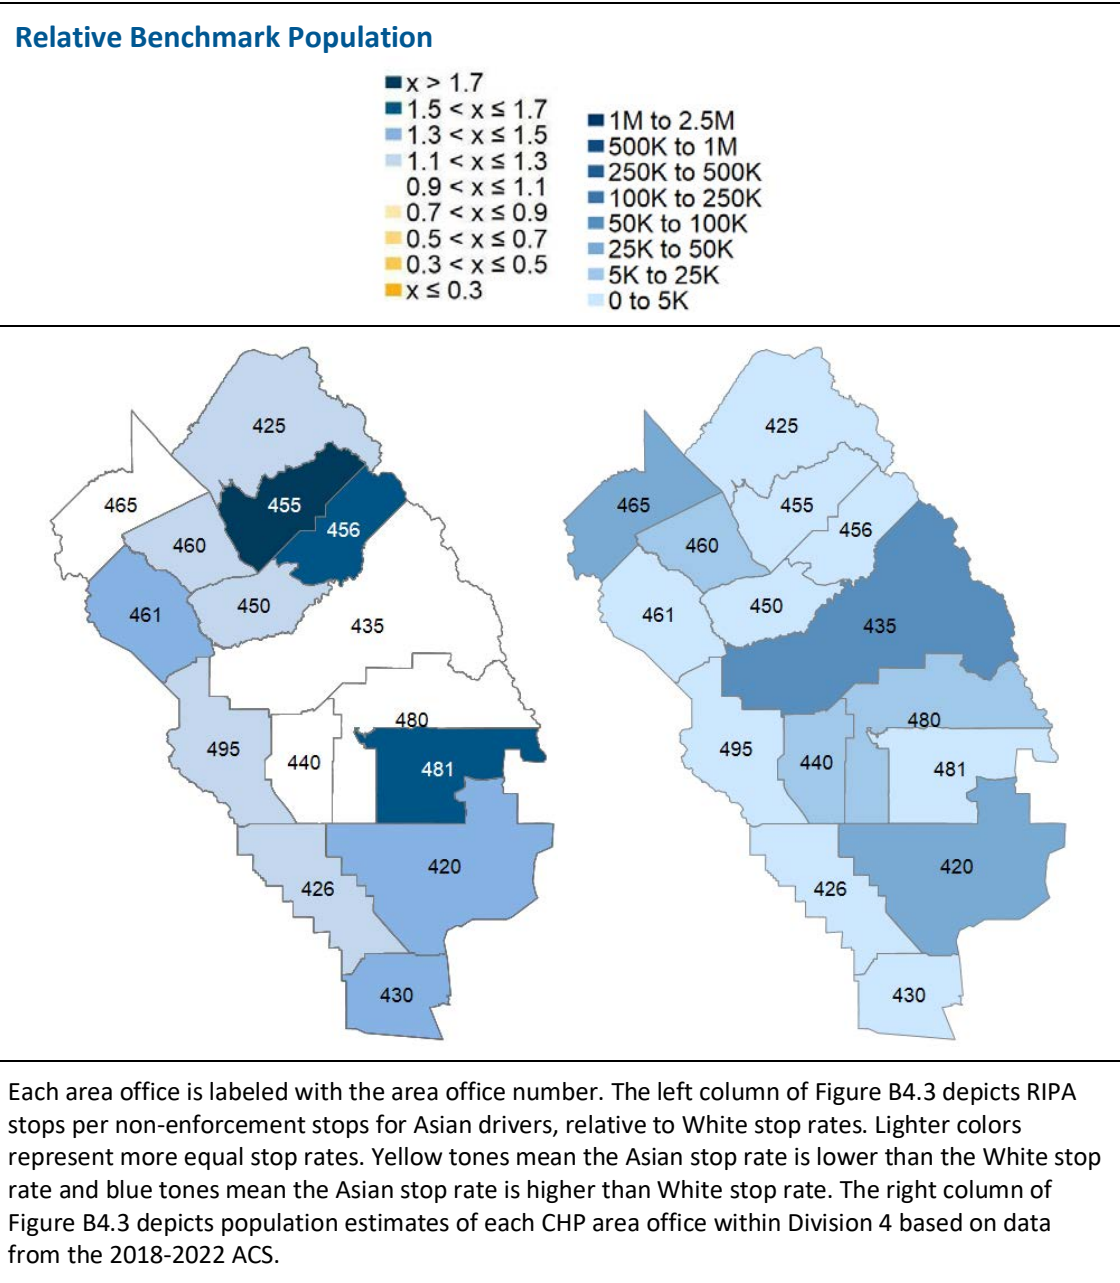 Relative Benchmark Population
x > 1.7
1.5 < x ≤ 1.7
1.3 < x ≤ 1.5
1.1 < x ≤ 1.3
0.9 < x ≤ 1.1
0.7 < x ≤ 0.9
0.5 < x ≤ 0.7
0.3 < x ≤ 0.5
x ≤ 0.3
1M to 2.5M
500K to 1M
250K to 500K
100K to 250K
50K to 100K
25K to 50K
5K to 25K
0 to 5K
425
465
455
456
460
461
450
435
480
495
440
481
420
426
430
425
465
455
456
460
461
450
435
480
495
440
481
420
426
430
Each area office is labeled with the area office number. The left column of Figure B4.3 depicts RIPA
stops per non-enforcement stops for Asian drivers, relative to White stop rates. Lighter colors
represent more equal stop rates. Yellow tones mean the Asian stop rate is lower than the White stop
rate and blue tones mean the Asian stop rate is higher than White stop rate. The right column of
Figure B4.3 depicts population estimates of each CHP area office within Division 4 based on data
from the 2018-2022 ACS.